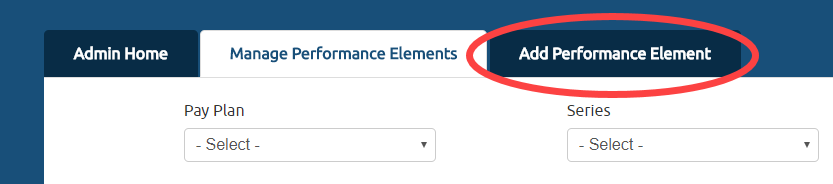 Admin Home Manage Performance Elements Add Performance Element
Pay Plan Series
- Select - - Select -